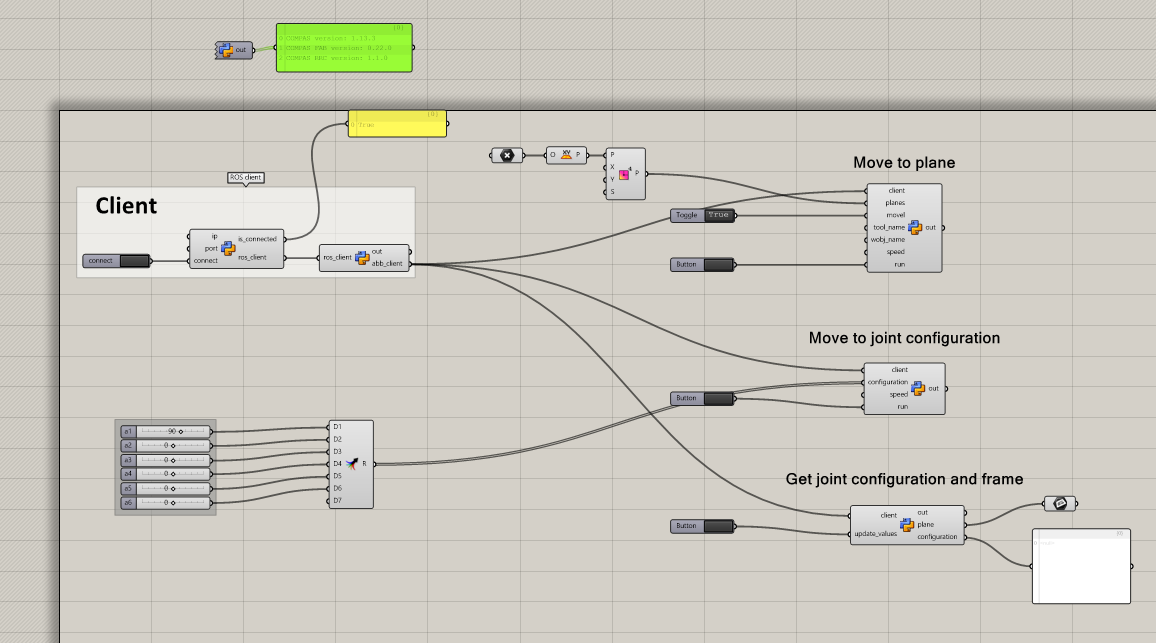 out
{0}
0 COMPAS version: 1.13.3
1 COMPAS FAB version: 0.22.0
2 COMPAS RRC version: 1.1.0
{0}
0 True
ROS client
Client
ip
port
connect
is_connected
ros_client
connect
ros_client
out
abb_client
O XY P
P
X
Y
S
P
Move to plane
Toggle True
Button
client
planes
movel
tool_name
wobj_name
speed
run
out
Move to joint configuration
Button
client
configuration
speed
run
out
a1 90
a2 0
a3 0
a4 0
a5 0
a6 0
D1
D2
D3
D4
D5
D6
D7
R
Get joint configuration and frame
Button
client
update_values
out
plane
configuration